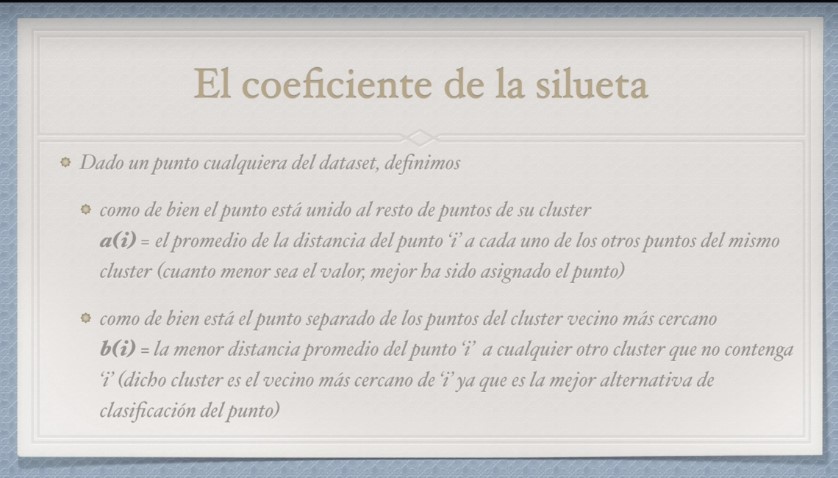 El coeficiente de la silueta
Dado un punto cualquiera del dataset, definimos
como de bien el punto está unido al resto de puntos de su cluster
a(i) = el promedio de la distancia del punto ‘i’ a cada uno de los otros puntos del mismo
cluster (cuanto menor sea el valor, mejor ha sido asignado el punto)
como de bien está el punto separado de los puntos del cluster vecino más cercano
b(i) = la menor distancia promedio del punto ‘i’ a cualquier otro cluster que no contenga
‘i’ (dicho cluster es el vecino más cercano de ‘i’ ya que es la mejor alternativa de
clasificación del punto)